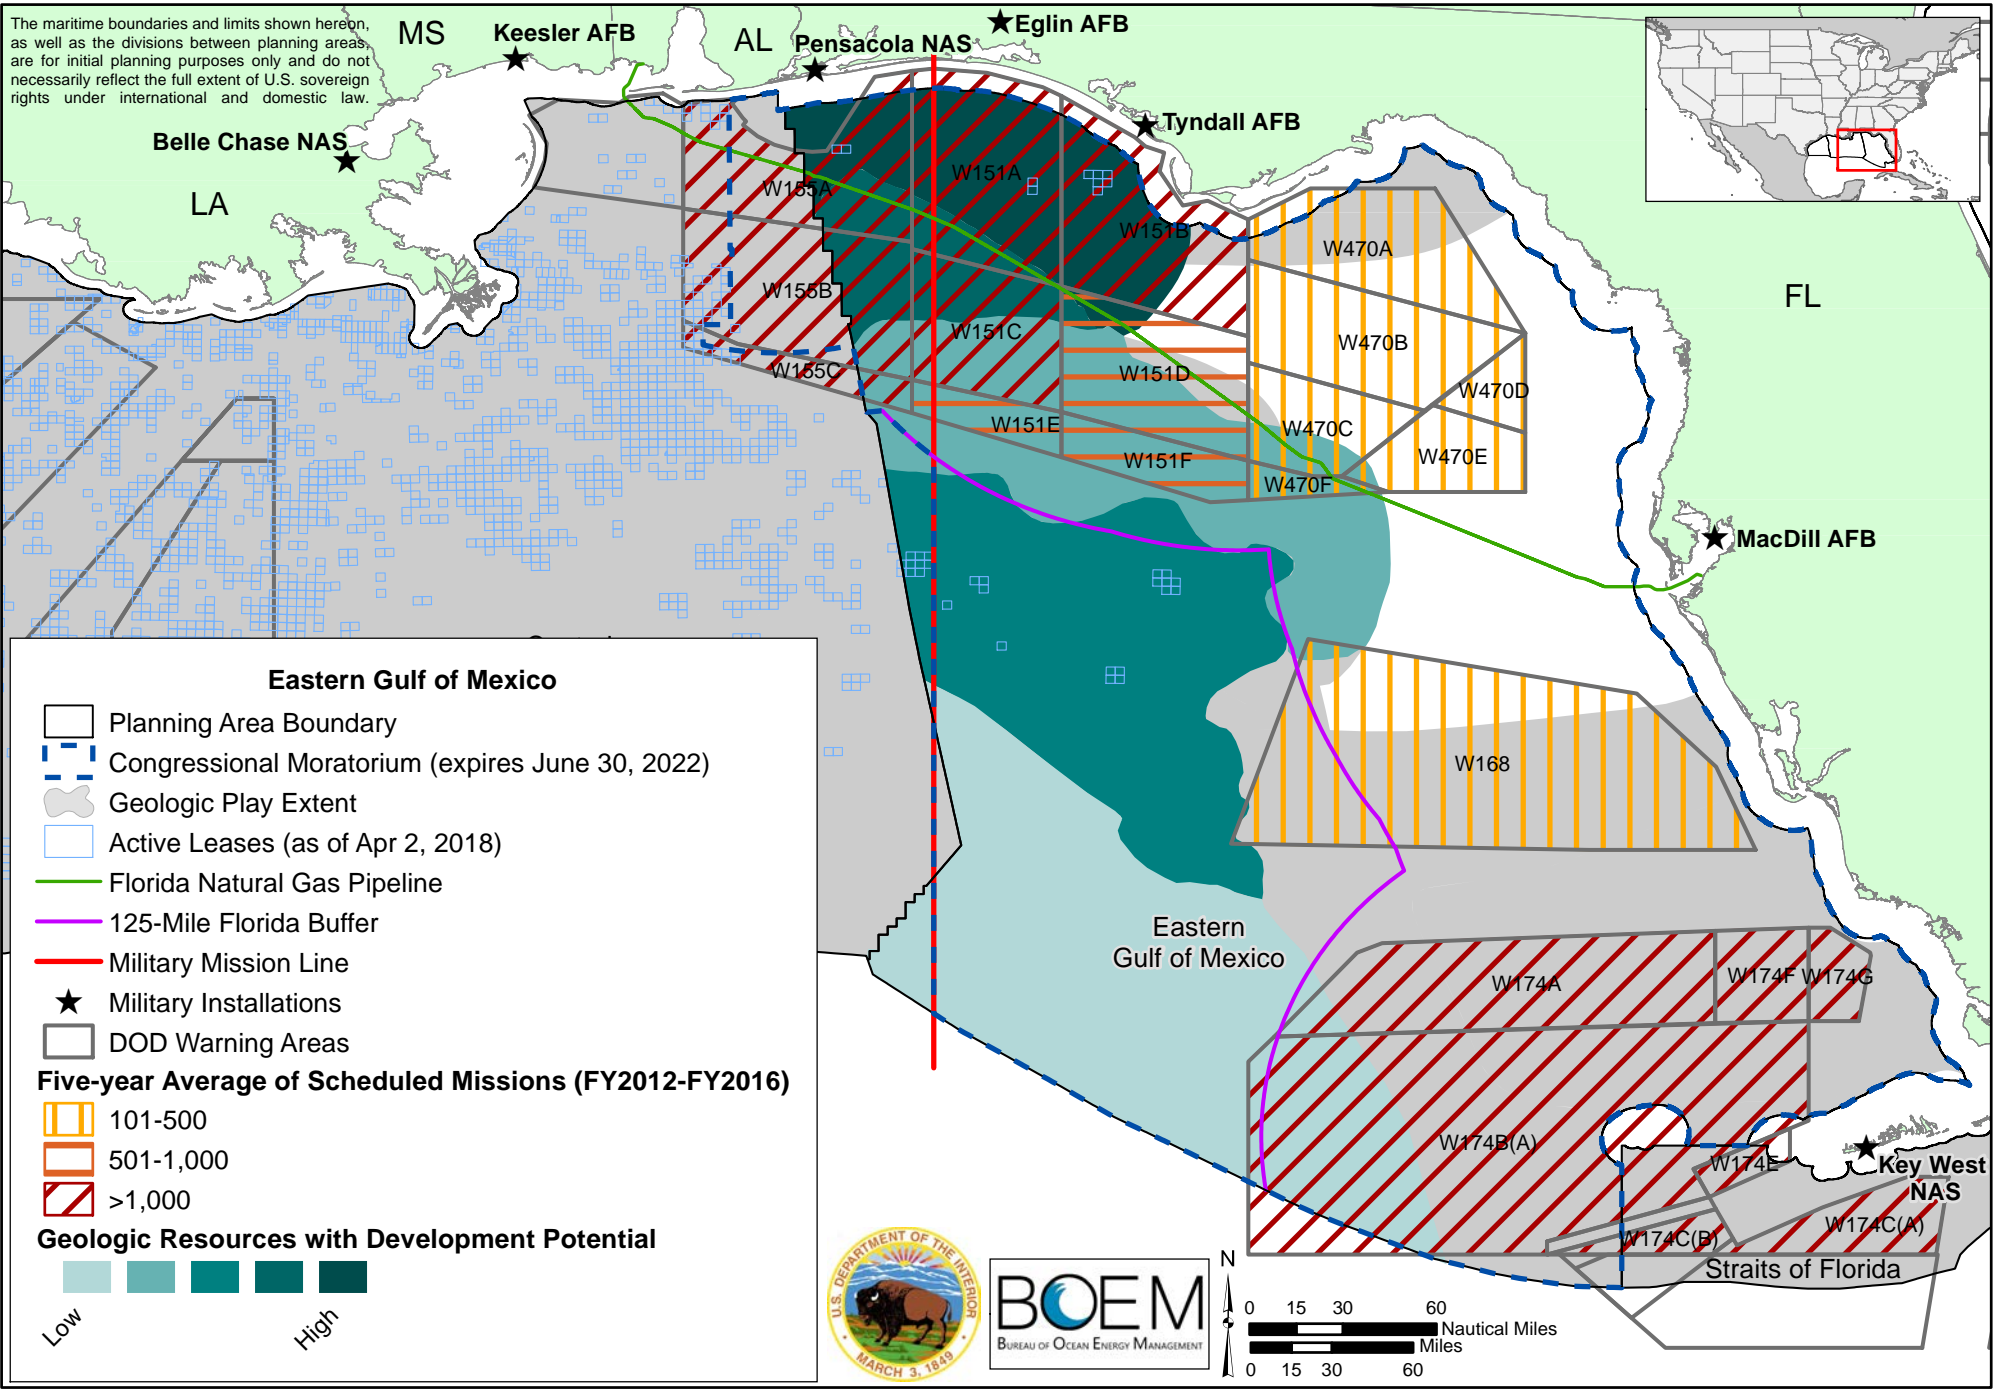 The maritime boundaries and limits shown hereon,
as well as the divisions between planning areas,
are for initial planning purposes only and do not
necessarily reflect the full extent of U.S. sovereign
rights under international and domestic law.
MS
Keesler AFB
AL
Pensacola NAS
Eglin AFB
Belle Chase NAS
Tyndall AFB
LA
FL
W155A
W151A
W151B
W470A
W155B
W151C
W470B
W155C
W151D
W470D
W151E
W470C
W151F
W470E
W470F
MacDill AFB
W168
Eastern
Gulf of Mexico
W174A
W174F
W174G
W174B(A)
W174E
Key West
NAS
W174C(A)
W174C(B)
Straits of Florida
Eastern Gulf of Mexico
Planning Area Boundary
Congressional Moratorium (expires June 30, 2022)
Geologic Play Extent
Active Leases (as of Apr 2, 2018)
Florida Natural Gas Pipeline
125-Mile Florida Buffer
Military Mission Line
Military Installations
DOD Warning Areas
Five-year Average of Scheduled Missions (FY2012-FY2016)
101-500
501-1,000
>1,000
Geologic Resources with Development Potential
Low
High
U.S. DEPARTMENT OF THE INTERIOR
MARCH 3, 1849
BOEM
BUREAU OF OCEAN ENERGY MANAGEMENT
N
0 15 30 60
Nautical Miles
Miles
0 15 30 60